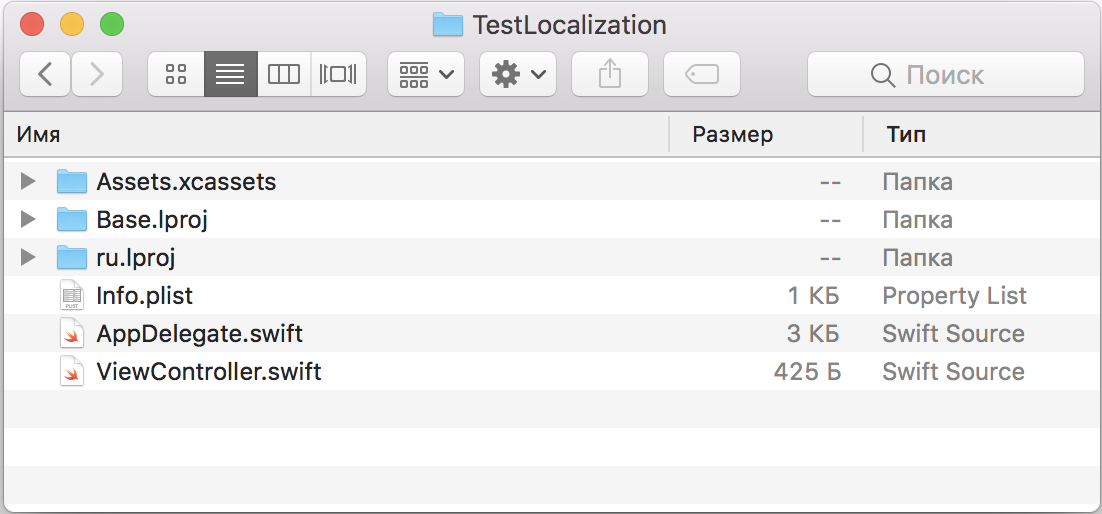 TestLocalization
Поиск
Имя Размер Тип
Assets.xcassets -- Папка
Base.lproj -- Папка
ru.lproj -- Папка
PLIST Info.plist 1 КБ Property List
AppDelegate.swift 3 КБ Swift Source
ViewController.swift 425 Б Swift Source